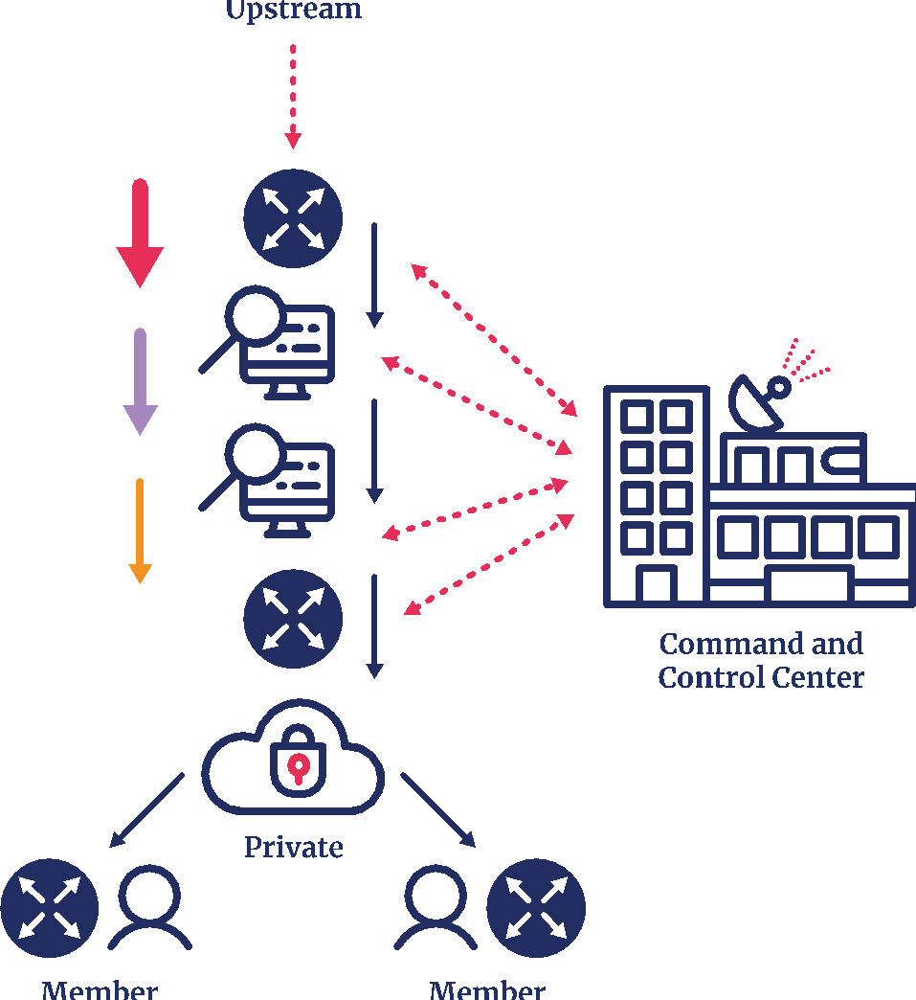 Upstream
Command and
Control Center
Private
Member
Member